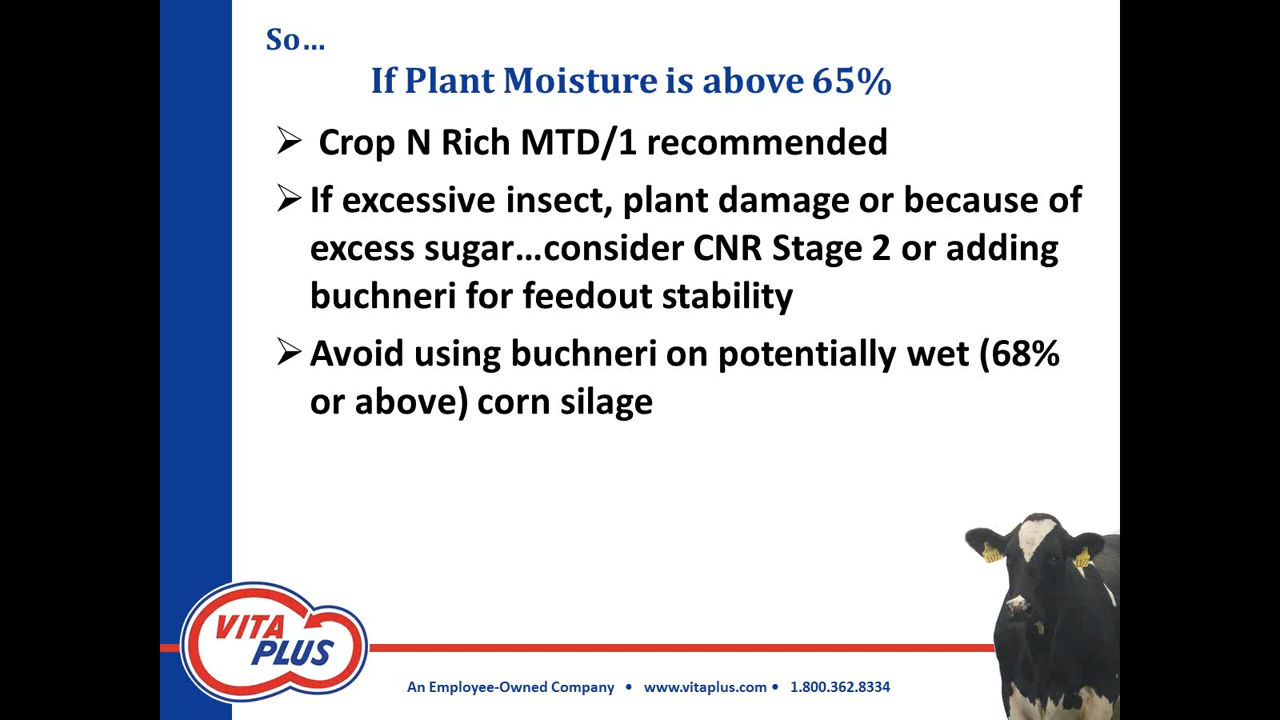 So…
If Plant Moisture is above 65%
➢ Crop N Rich MTD/1 recommended
➢ If excessive insect, plant damage or because of
excess sugar…consider CNR Stage 2 or adding
buchneri for feedout stability
➢ Avoid using buchneri on potentially wet (68%
or above) corn silage
VITA
PLUS
An Employee-Owned Company • www.vitaplus.com • 1.800.362.8334